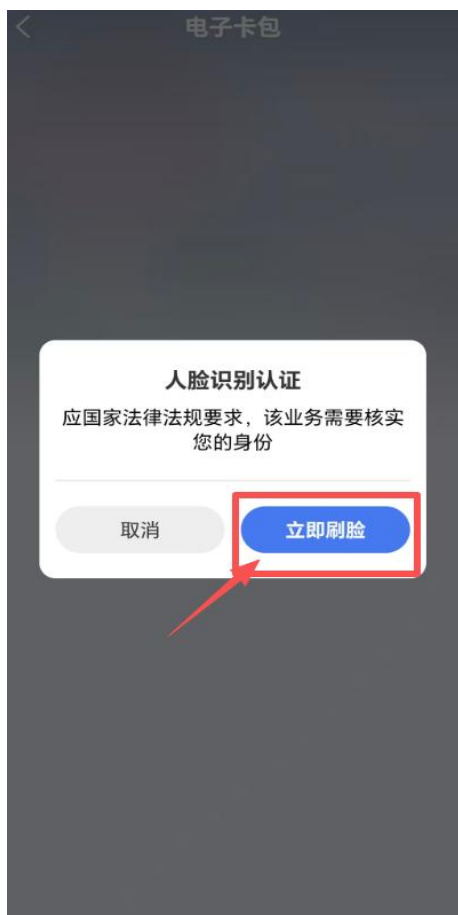 电子卡包
人脸识别认证
应国家法律法规要求，该业务需要核实
您的身份
取消
立即刷脸